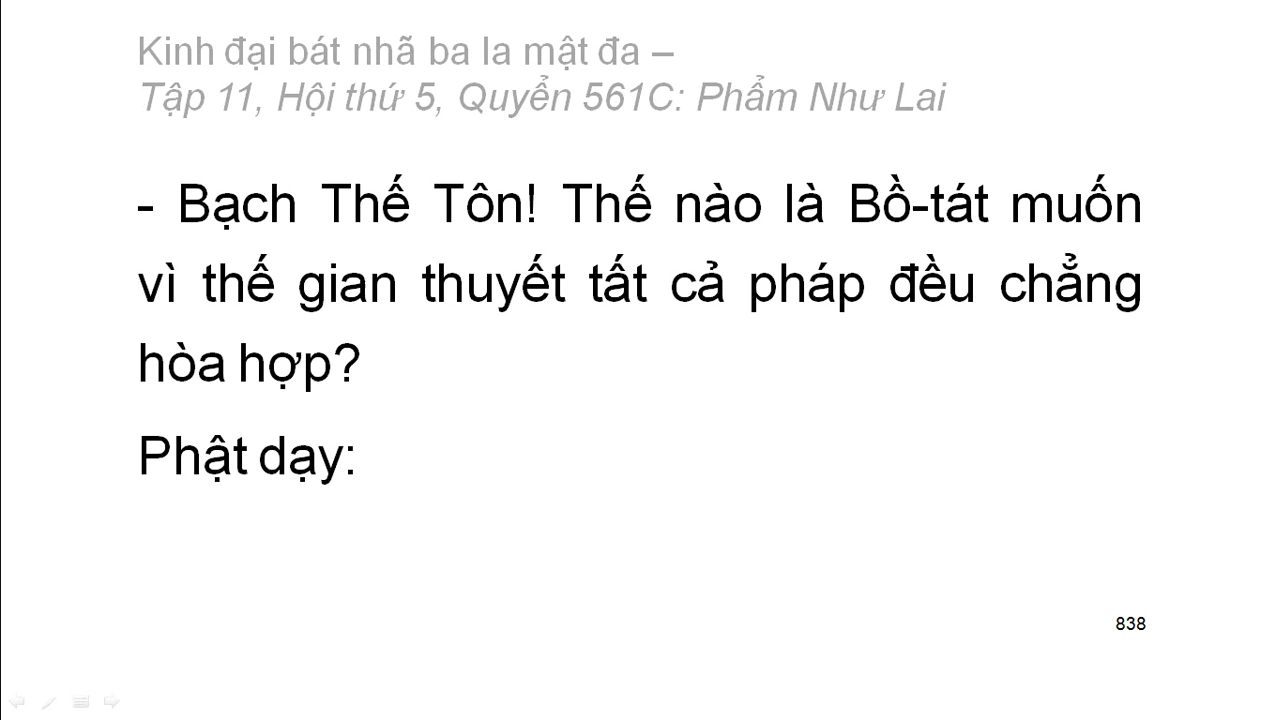 Kinh đại bát nhã ba la mật đa –
Tập 11, Hội thứ 5, Quyển 561C: Phẩm Như Lai
- Bạch Thế Tôn! Thế nào là Bồ-tát muốn
vì thế gian thuyết tất cả pháp đều chẳng
hòa hợp?
Phật dạy:
838